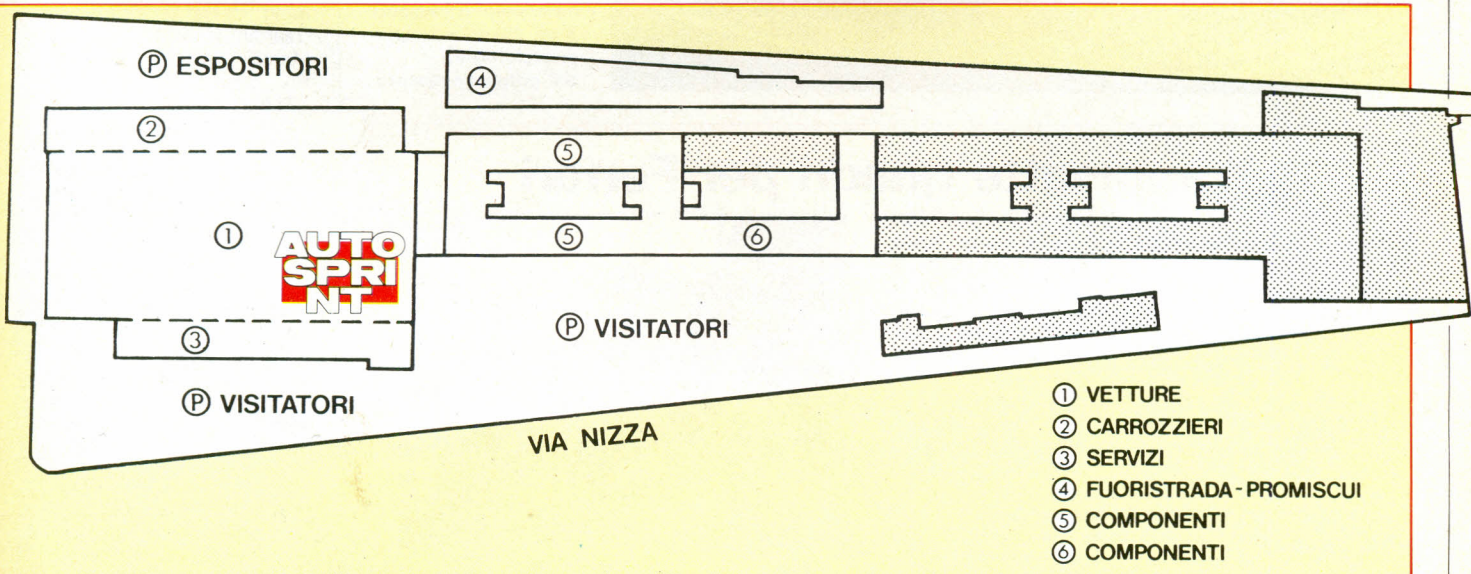 Ⓟ ESPOSITORI
④
②
⑤
①
AUTO
SPRI
NT
⑤
⑥
③
Ⓟ VISITATORI
Ⓟ VISITATORI
VIA NIZZA
① VETTURE
② CARROZZIERI
③ SERVIZI
④ FUORISTRADA-PROMISCUI
⑤ COMPONENTI
⑥ COMPONENTI